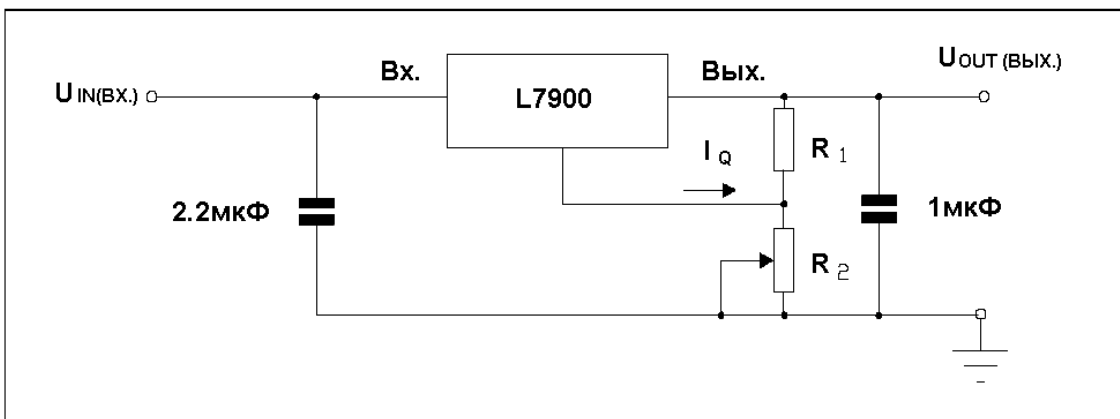 U IN(ВХ.)
Вх.
L7900
Вых.
U OUT (ВЫХ.)
I Q
R 1
2.2мкФ
1мкФ
R 2